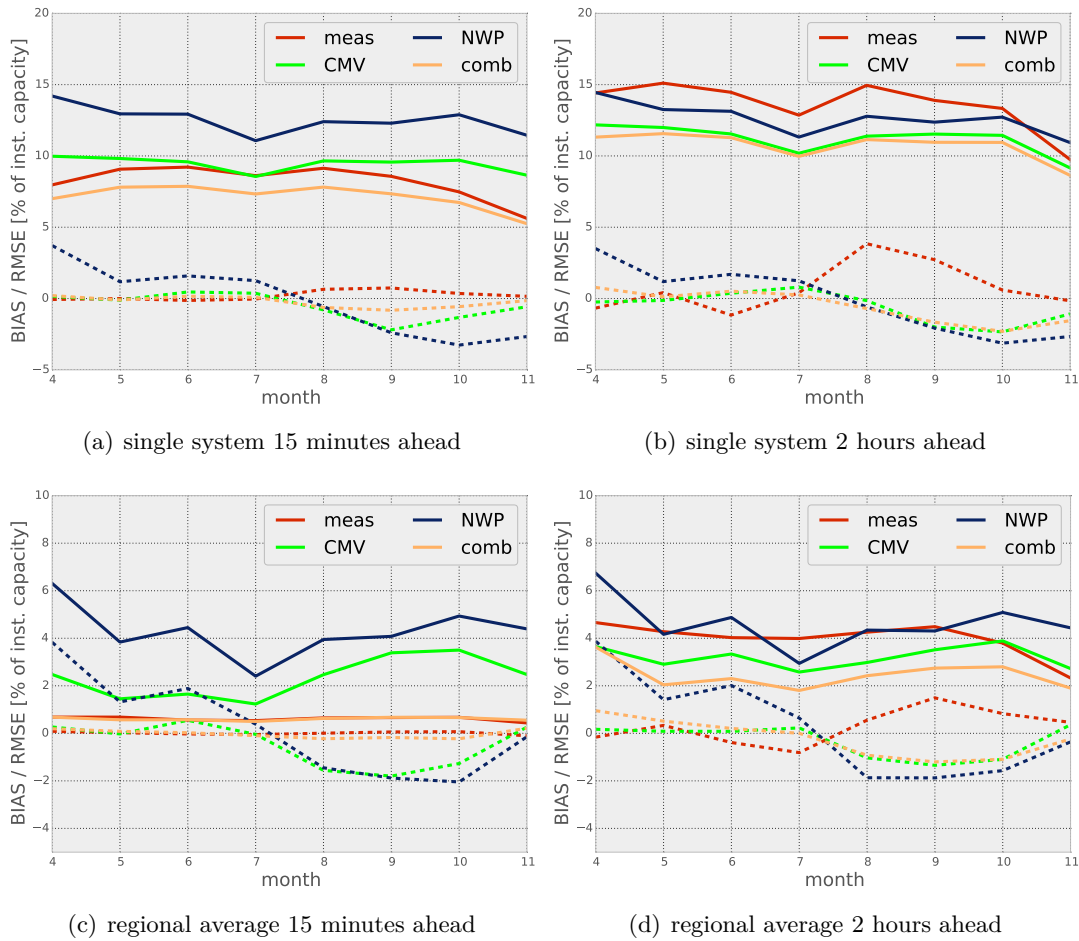 20
15
10
5
0
−5
BIAS / RMSE [% of inst. capacity]
meas
CMV
NWP
comb
4 5 6 7 8 9 10 11
month
(a) single system 15 minutes ahead
20
15
10
5
0
−5
BIAS / RMSE [% of inst. capacity]
meas
CMV
NWP
comb
4 5 6 7 8 9 10 11
month
(b) single system 2 hours ahead
10
8
6
4
2
0
−2
−4
BIAS / RMSE [% of inst. capacity]
meas
CMV
NWP
comb
4 5 6 7 8 9 10 11
month
(c) regional average 15 minutes ahead
10
8
6
4
2
0
−2
−4
BIAS / RMSE [% of inst. capacity]
meas
CMV
NWP
comb
4 5 6 7 8 9 10 11
month
(d) regional average 2 hours ahead